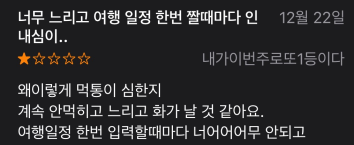 너무 느리고 여행 일정 한번 짤때마다 인내심이..
12월 22일
내가이번주로또1등이다
왜이렇게 먹통이 심한지
계속 안먹히고 느리고 화가 날 것 같아요.
여행일정 한번 입력할때마다 너어어어무 안되고